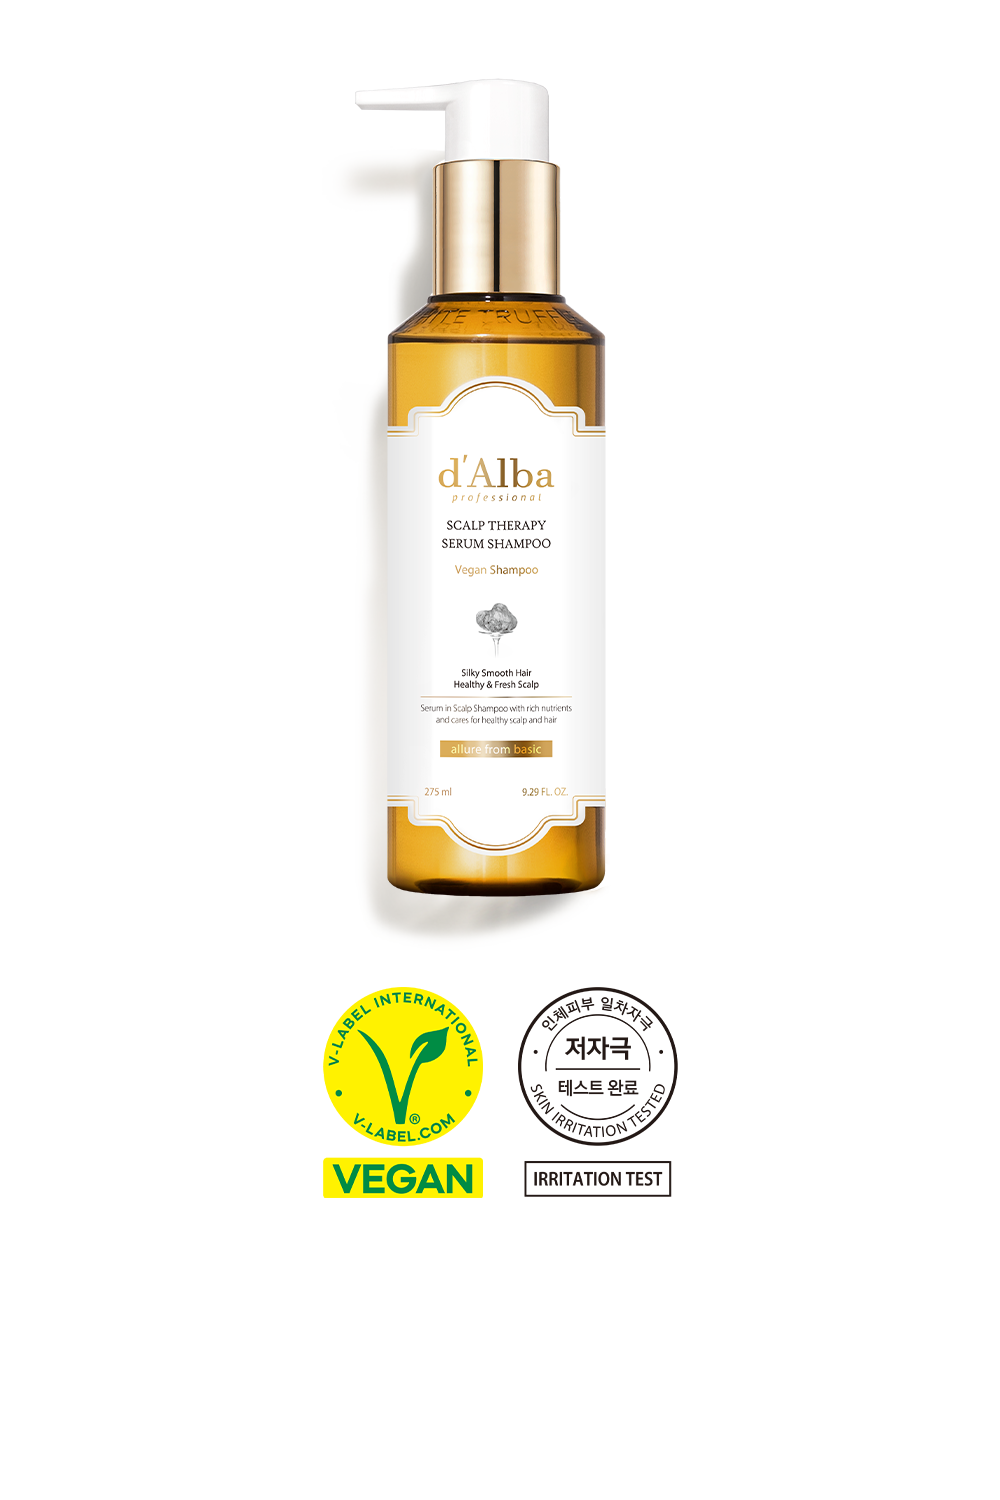 WHITE TRUFFLE
d'Alba
professional
SCALP THERAPY
SERUM SHAMPOO
Vegan Shampoo
Silky Smooth Hair
Healthy & Fresh Scalp
Serum in Scalp Shampoo with rich nutrients
and cares for healthy scalp and hair
allure from basic
275 ml 9.29 FL. OZ.
V-LABEL INTERNATIONAL
®
V-LABEL.COM
VEGAN
인체피부 일차자극
저자극
테스트 완료
SKIN IRRITATION TESTED
IRRITATION TEST